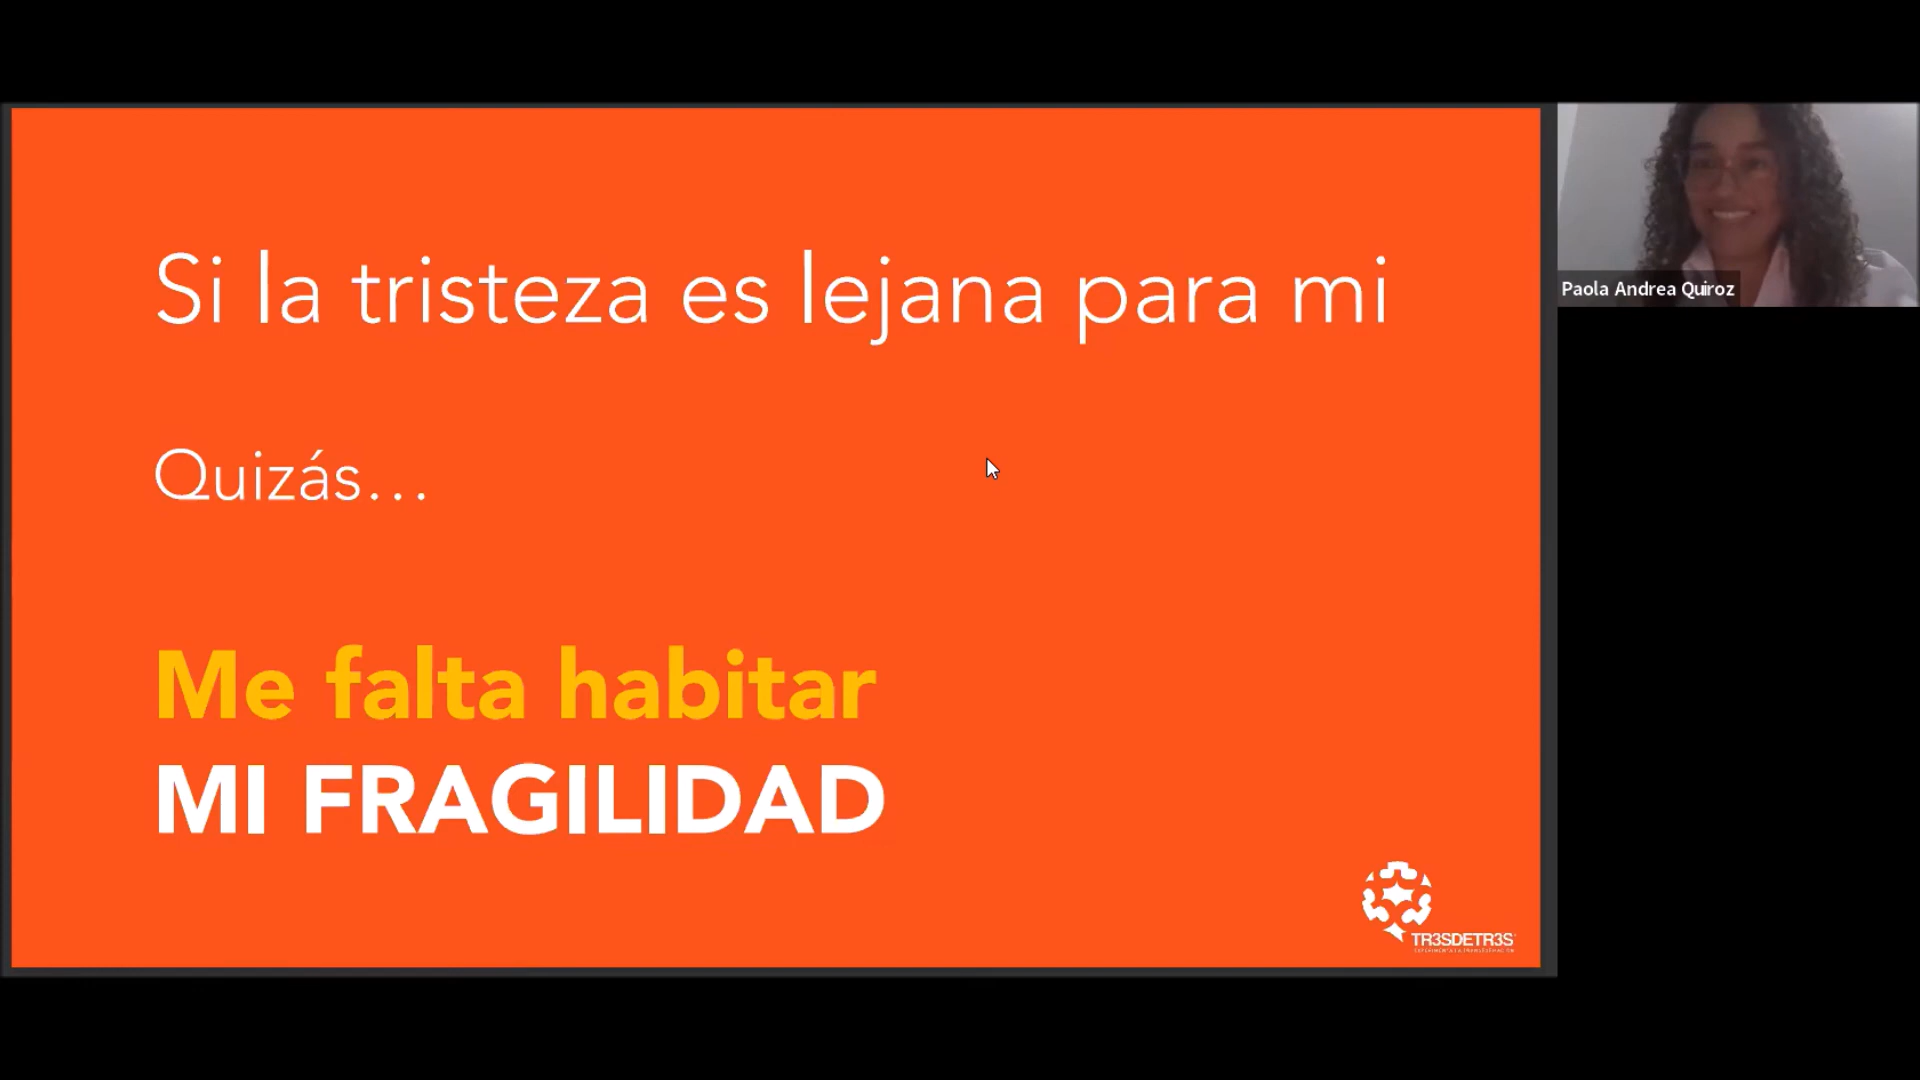 Si la tristeza es lejana para mi
Quizás...
Me falta habitar
MI FRAGILIDAD
TR3SDETR3S
Paola Andrea Quiroz